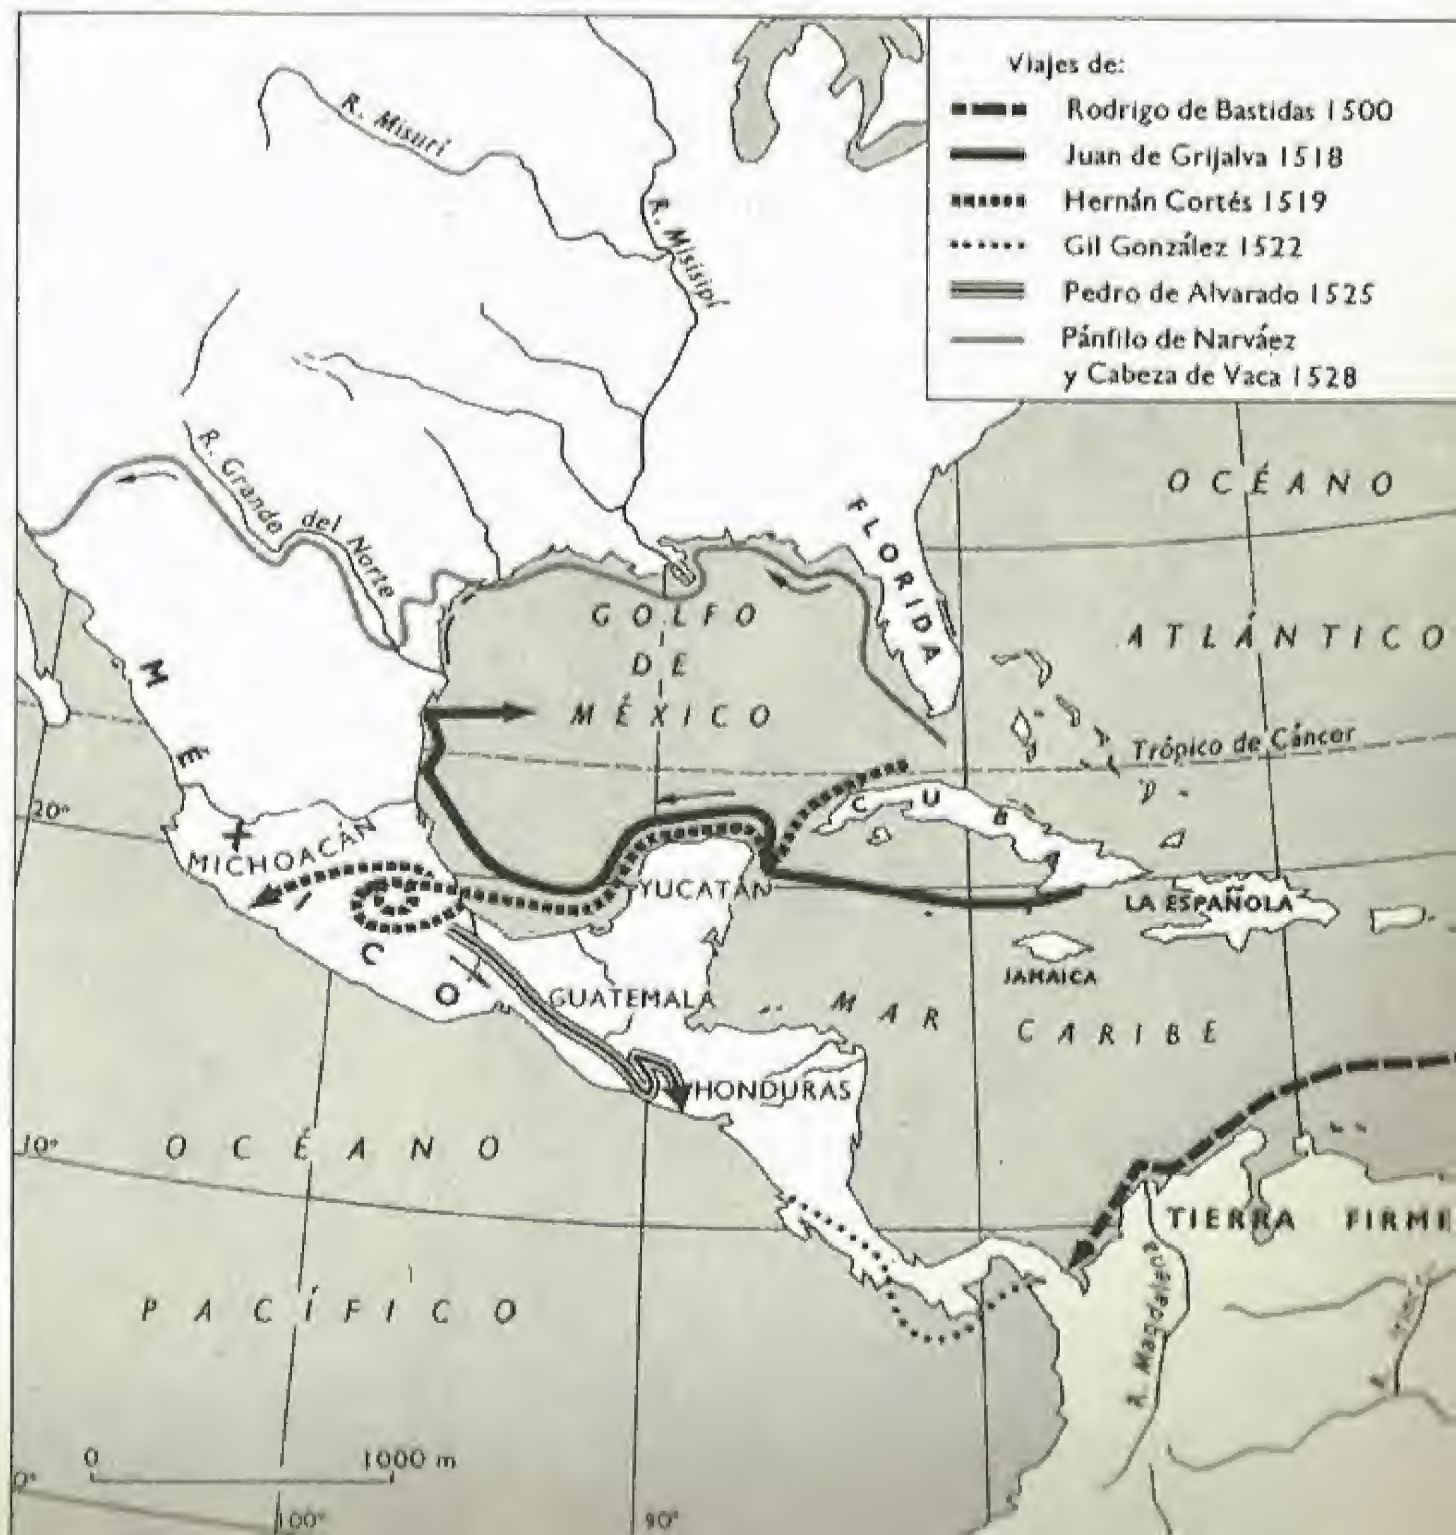 Viajes de:
Rodrigo de Bastidas 1500
Juan de Grijalva 1518
Hernán Cortés 1519
Gil González 1522
Pedro de Alvarado 1525
Pánfilo de Narváez
y Cabeza de Vaca 1528
R. Misuri
R. Misisipí
R. Grande del Norte
FLORIDA
OCÉANO
ATLÁNTICO
GOLFO
DE
MÉXICO
Trópico de Cáncer
CUBA
20°
MICHOACÁN
YUCATÁN
LA ESPAÑOLA
JAMAICA
MÉXICO
GUATEMALA
MAR CARIBE
HONDURAS
10°
OCÉANO
PACÍFICO
TIERRA FIRME
R. Mandalena
R.
0 1000 m
0°
100° 90°